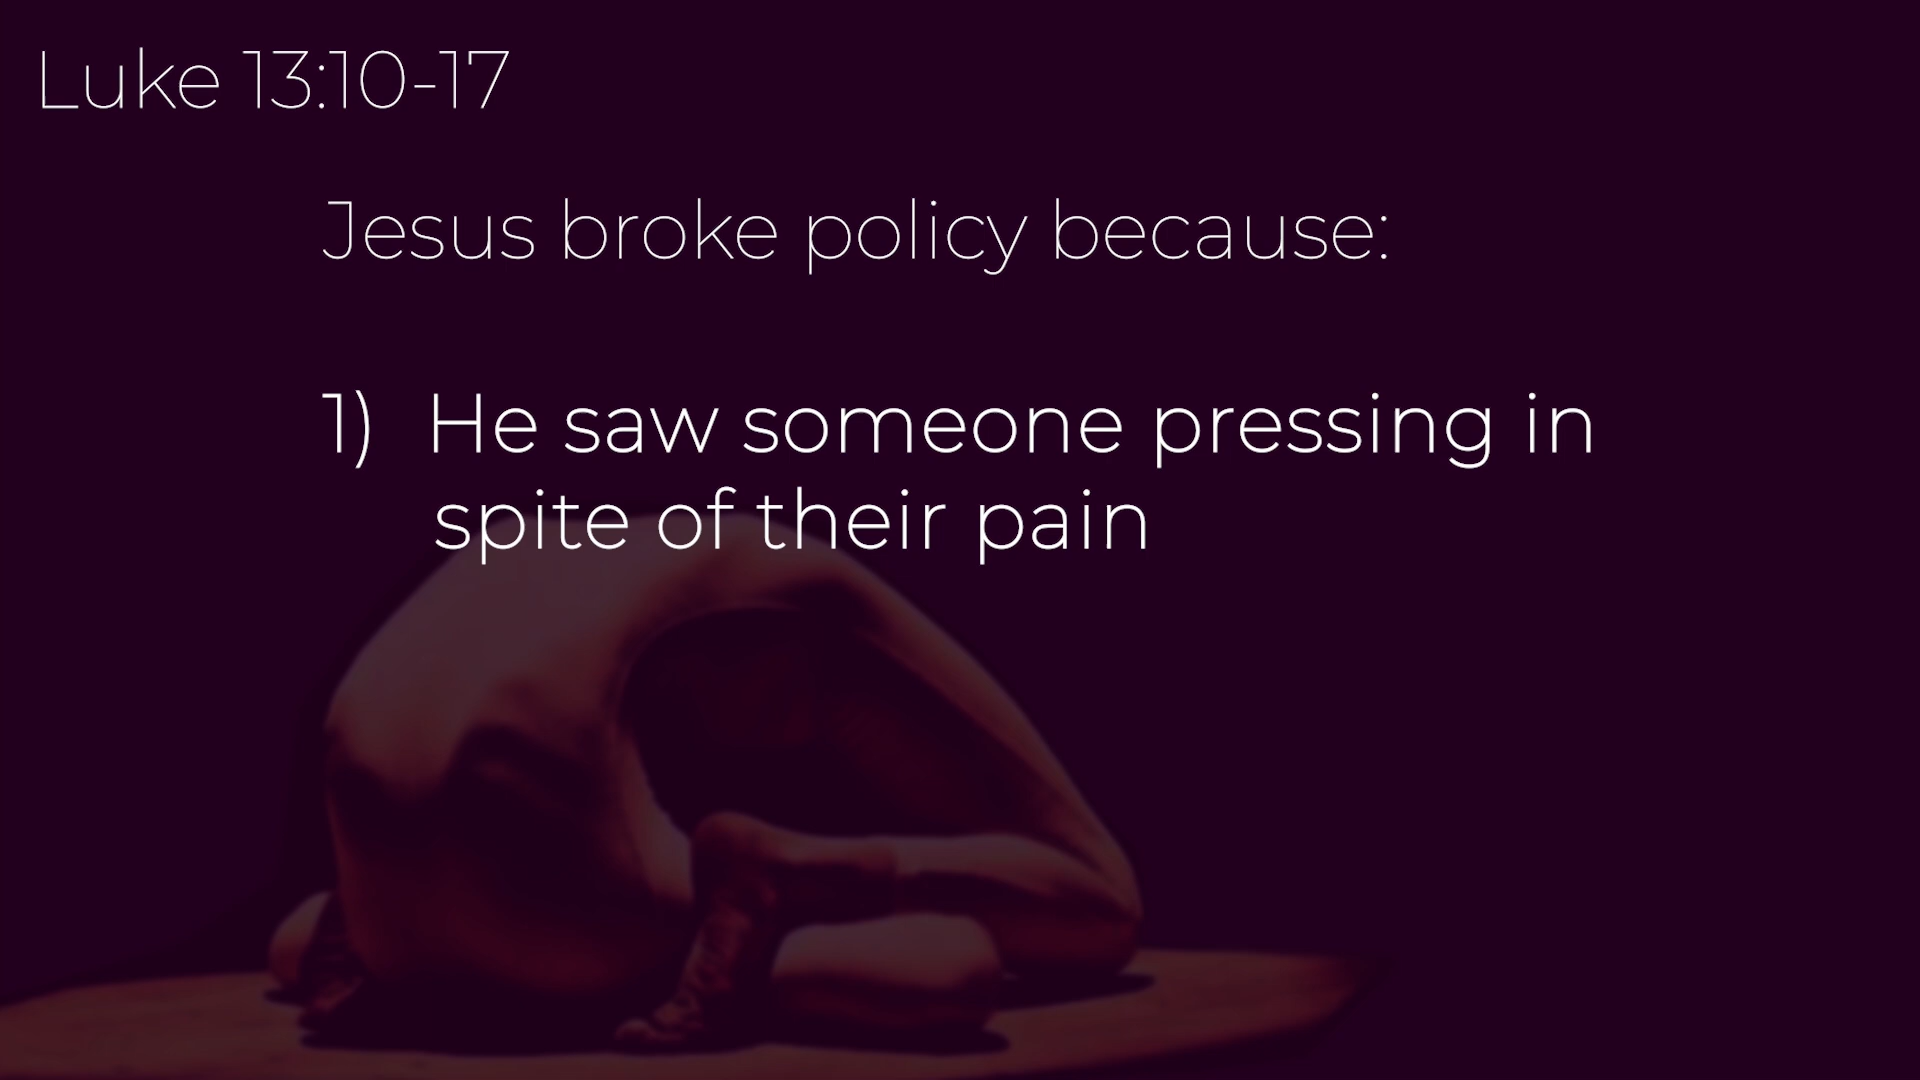 Luke 13:10-17
Jesus broke policy because:
1) He saw someone pressing in
spite of their pain